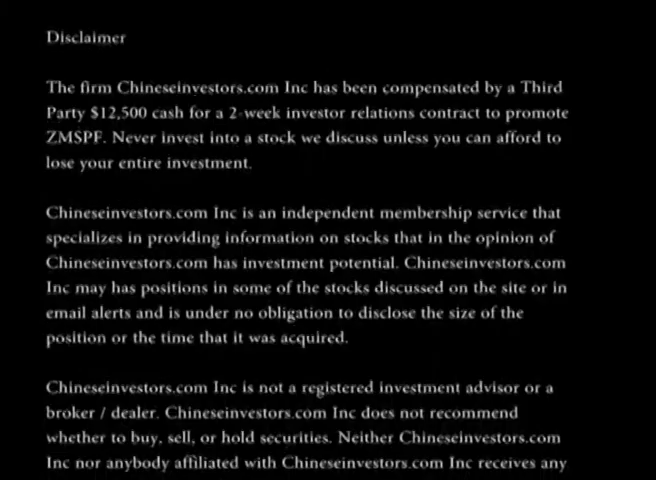 Disclaimer
The firm Chineseinvestors.com Inc has been compensated by a Third
Party $12,500 cash for a 2-week investor relations contract to promote
ZMSPF. Never invest into a stock we discuss unless you can afford to
lose your entire investment.
Chineseinvestors.com Inc is an independent membership service that
specializes in providing information on stocks that in the opinion of
Chineseinvestors.com has investment potential. Chineseinvestors.com
Inc may has positions in some of the stocks discussed on the site or in
email alerts and is under no obligation to disclose the size of the
position or the time that it was acquired.
Chineseinvestors.com Inc is not a registered investment advisor or a
broker / dealer. Chineseinvestors.com Inc does not recommend
whether to buy, sell, or hold securities. Neither Chineseinvestors.com
Inc nor anybody affiliated with Chineseinvestors.com Inc receives any